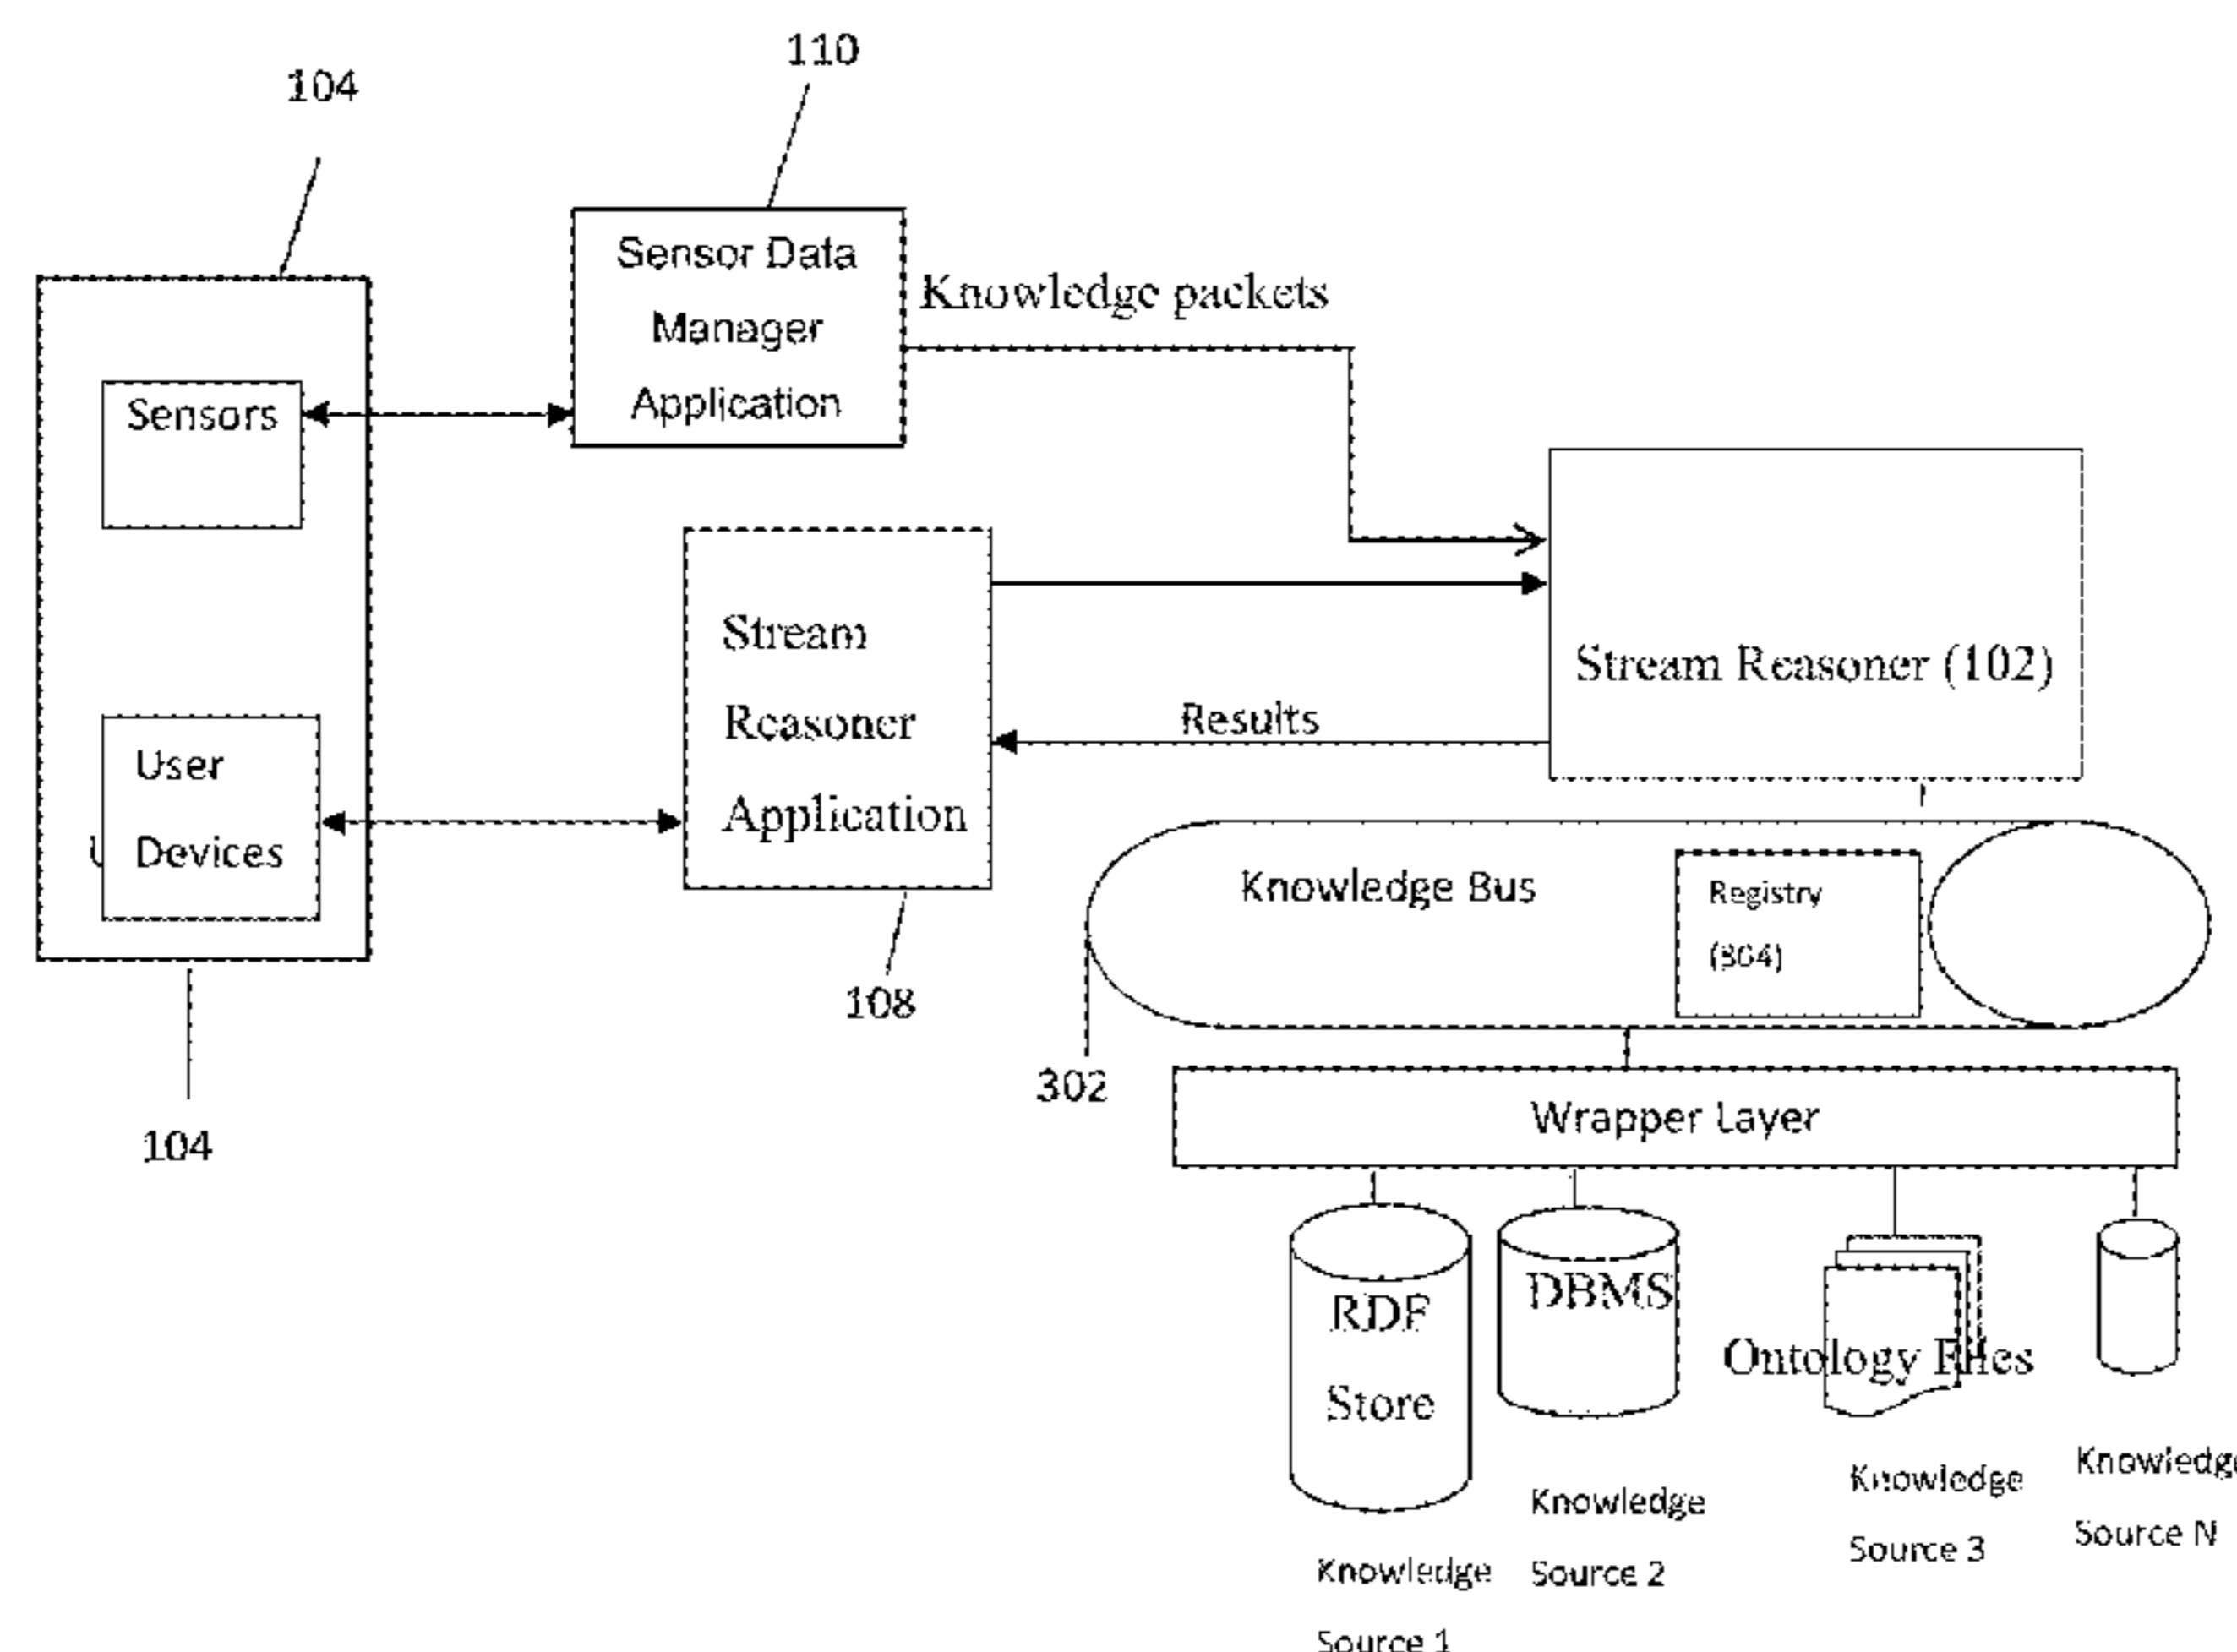 110
104
Sensor Data
Manager
Application
Knowledge packets
Sensors
Stream
Reasoner
Application
Stream Reasoner (102)
Results
User
Devices
Knowledge Bus
Registry
(804)
108
302
104
Wrapper Layer
RDF
Store
DBMS
Ontology Files
Knowledge
Source 1
Knowledge
Source 2
Knowledge
Source 3
Knowledge
Source N